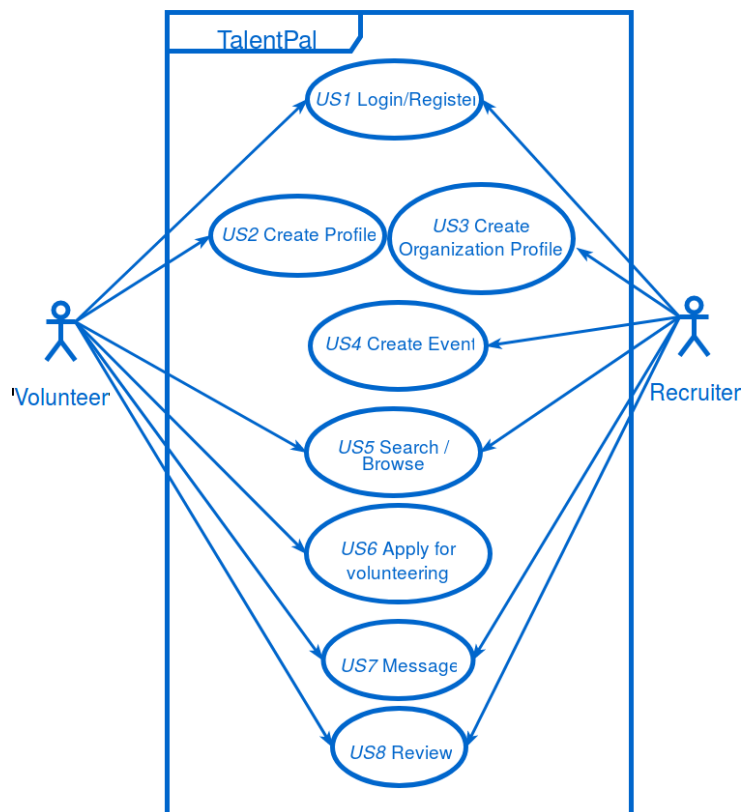 TalentPal
US1 Login/Register
US2 Create Profile
US3 Create
Organization Profile
US4 Create Event
US5 Search /
Browse
US6 Apply for
volunteering
US7 Message
US8 Review
'Volunteer
Recruiter